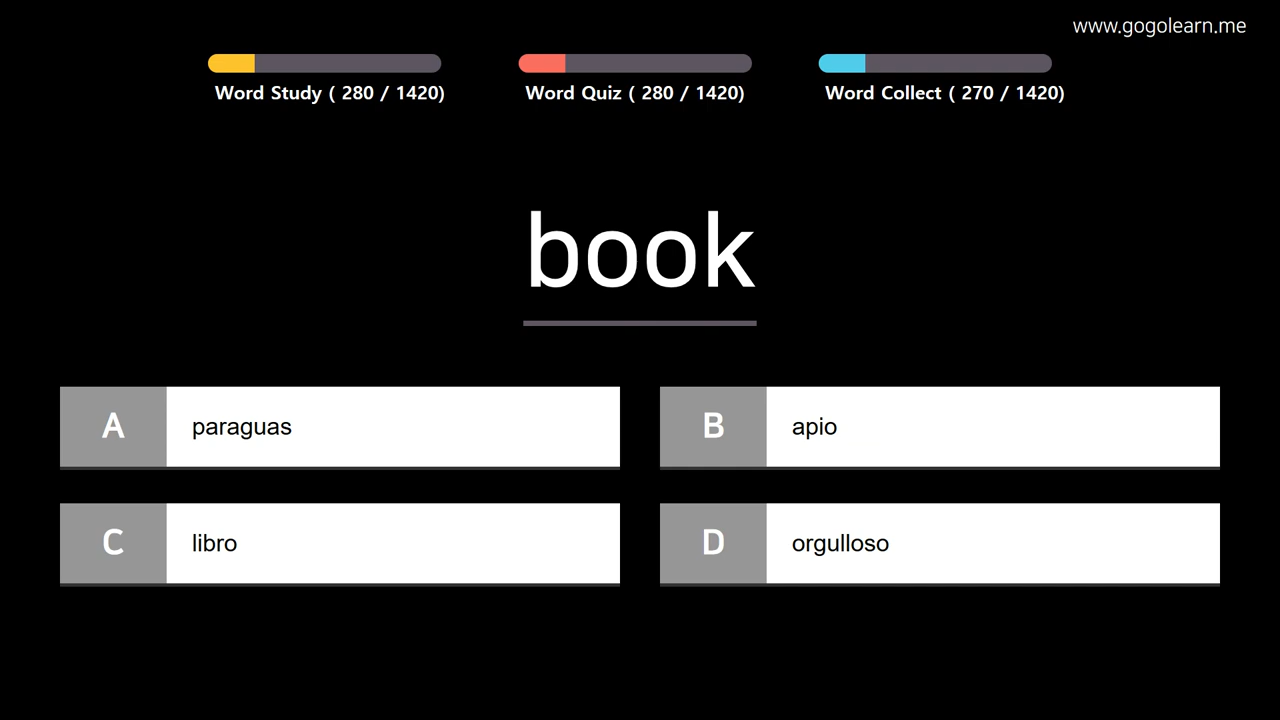 www.gogolearn.me
Word Study ( 280 / 1420)
Word Quiz ( 280 / 1420)
Word Collect ( 270 / 1420)
book
A
paraguas
B
apio
C
libro
D
orgulloso